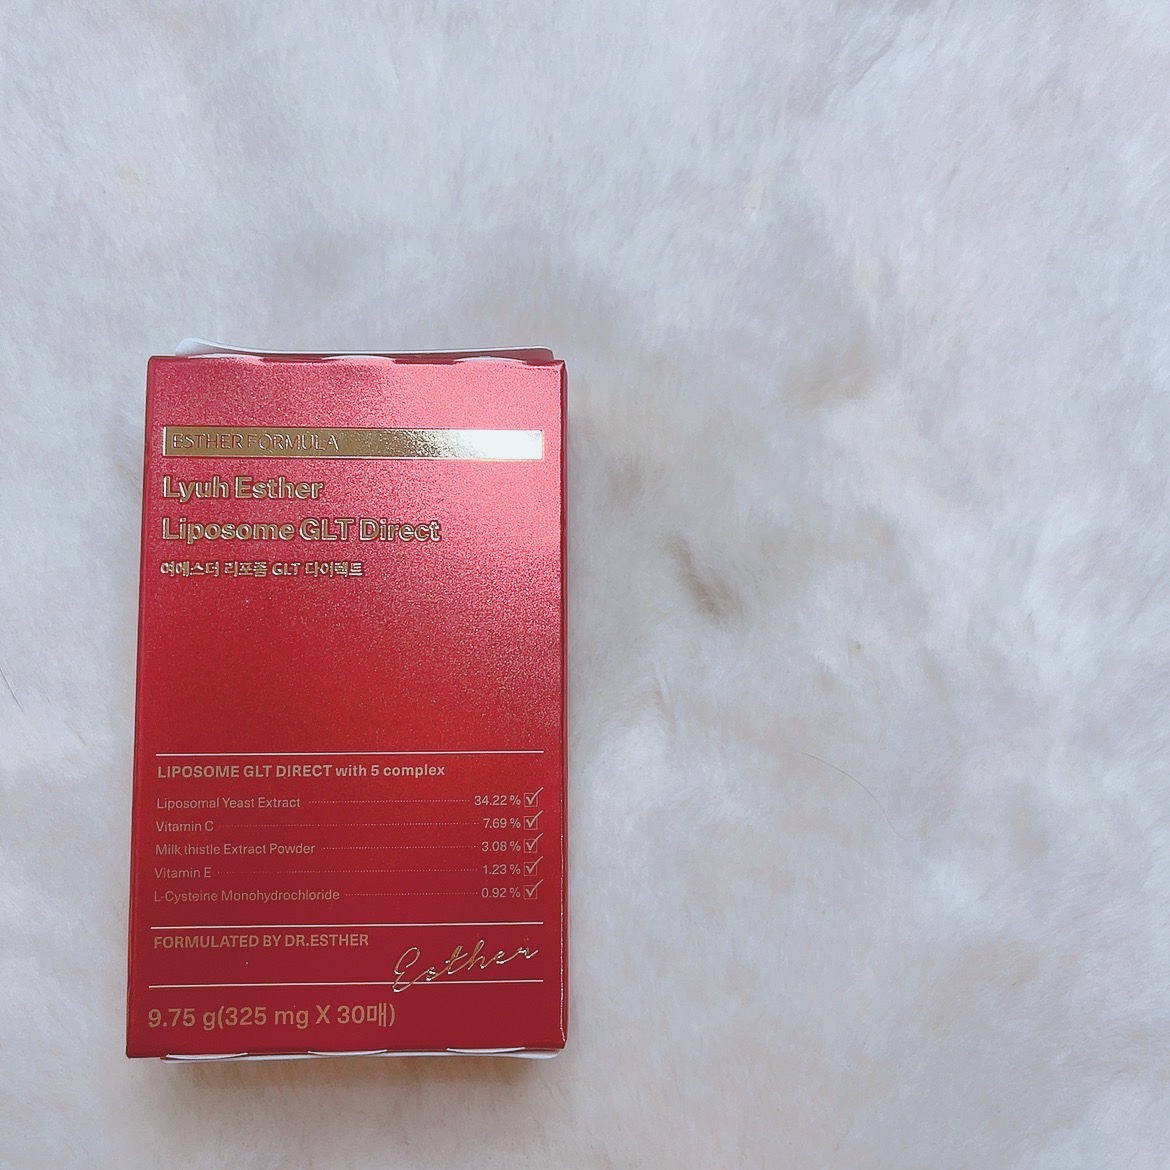 ESTHER FORMULA
Lyuh Esther
Liposome GLT Direct
여에스더 리포좀 GLT 다이렉트
LIPOSOME GLT DIRECT with 5 complex
Liposomal Yeast Extract 34.22 %
Vitamin C 7.69 %
Milk thistle Extract Powder 3.08 %
Vitamin E 1.23 %
L-Cysteine Monohydrochloride 0.92 %
FORMULATED BY DR.ESTHER
Esther
9.75 g(325 mg X 30매)